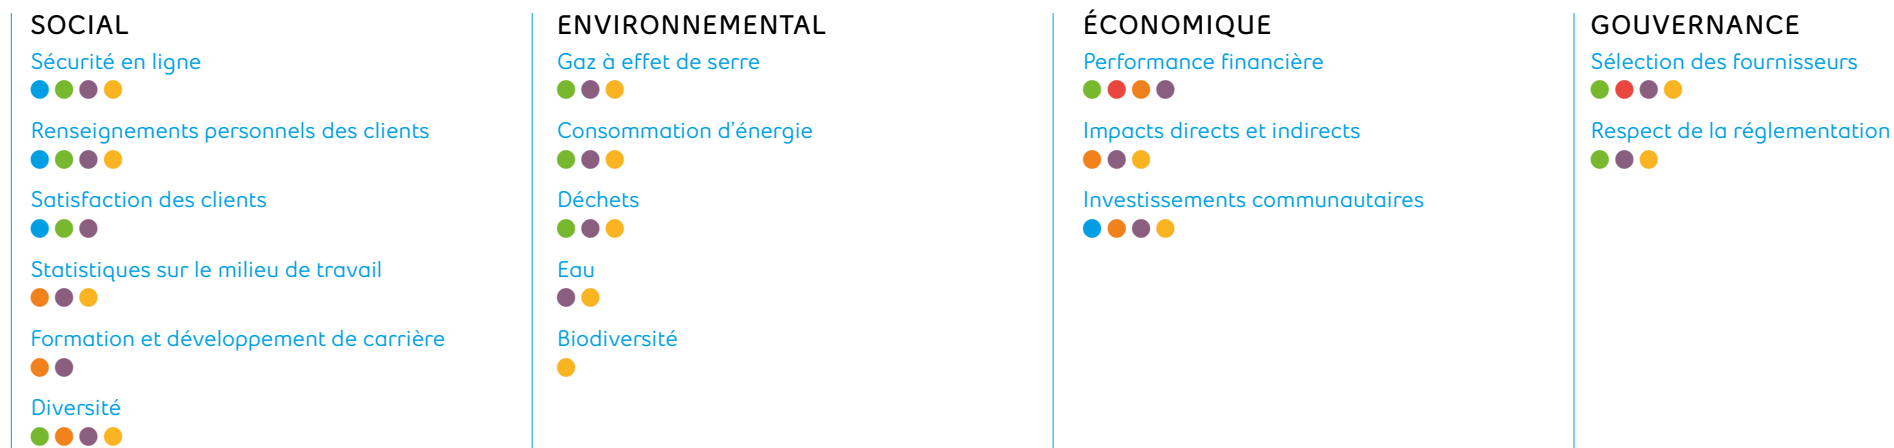 SOCIAL
Sécurité en ligne
Renseignements personnels des clients
Satisfaction des clients
Statistiques sur le milieu de travail
Formation et développement de carrière
Diversité
ENVIRONNEMENTAL
Gaz à effet de serre
Consommation d'énergie
Déchets
Eau
Biodiversité
ÉCONOMIQUE
Performance financière
Impacts directs et indirects
Investissements communautaires
GOUVERNANCE
Sélection des fournisseurs
Respect de la réglementation